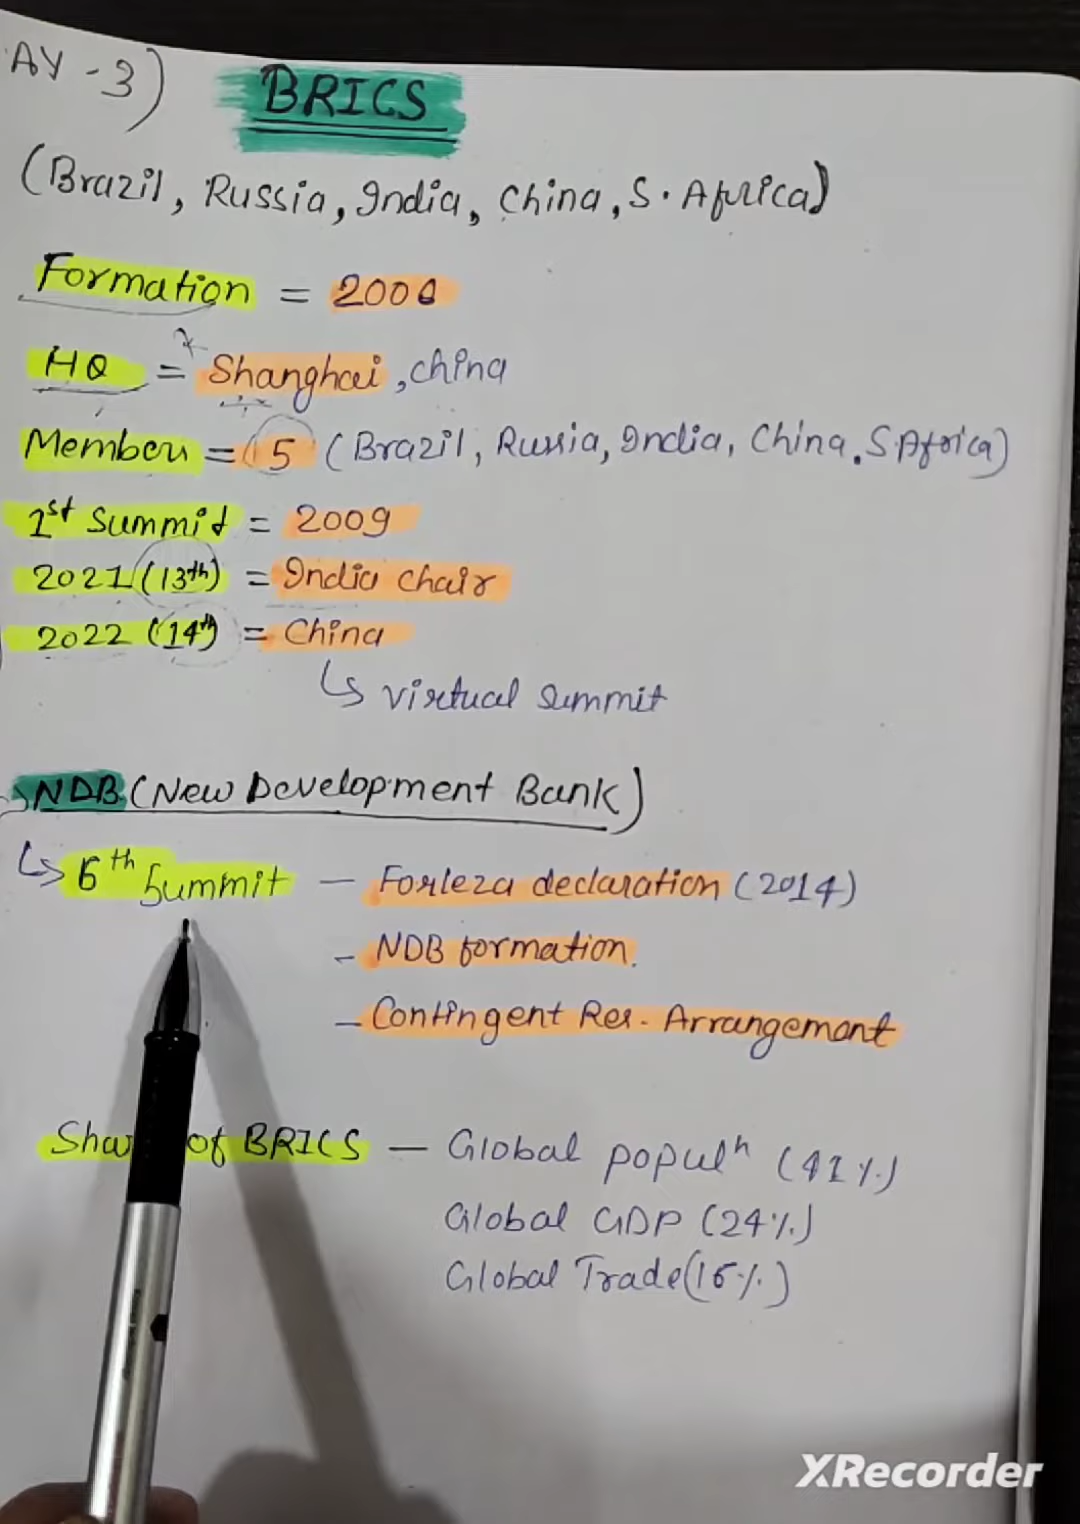 AY - 3)
BRICS
(Brazil, Russia, India, China, S. Africa)
Formation = 2006
HQ = Shanghai, China
Member = 5 (Brazil, Russia, India, China, S. Africa)
1st Summit = 2009
2021 (13th) = India chair
2022 (14th) = China
↳ virtual summit
NDB (New Development Bank)
↳ 6th Summit - Forleza declaration (2014)
- NDB formation.
- Contingent Res. Arrangement
Sha of BRICS - Global populn (41%)
Global GDP (24%)
Global Trade (16%)
XRecorder